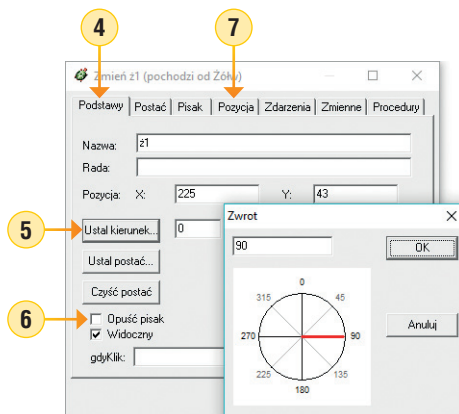 4
7
Zmień ż1 (pochodzi od Żółw)
Podstawy Postać Pisak Pozycja Zdarzenia Zmienne Procedury
Nazwa: ż1
Rada:
Pozycja: X: 225 Y: 43
5
Ustal kierunek... 0
Ustal postać...
Czyść postać
6
Opuść pisak
Widoczny
gdyKlik:
Zwrot
90
OK
Anuluj
0
315 45
270 90
225 135
180